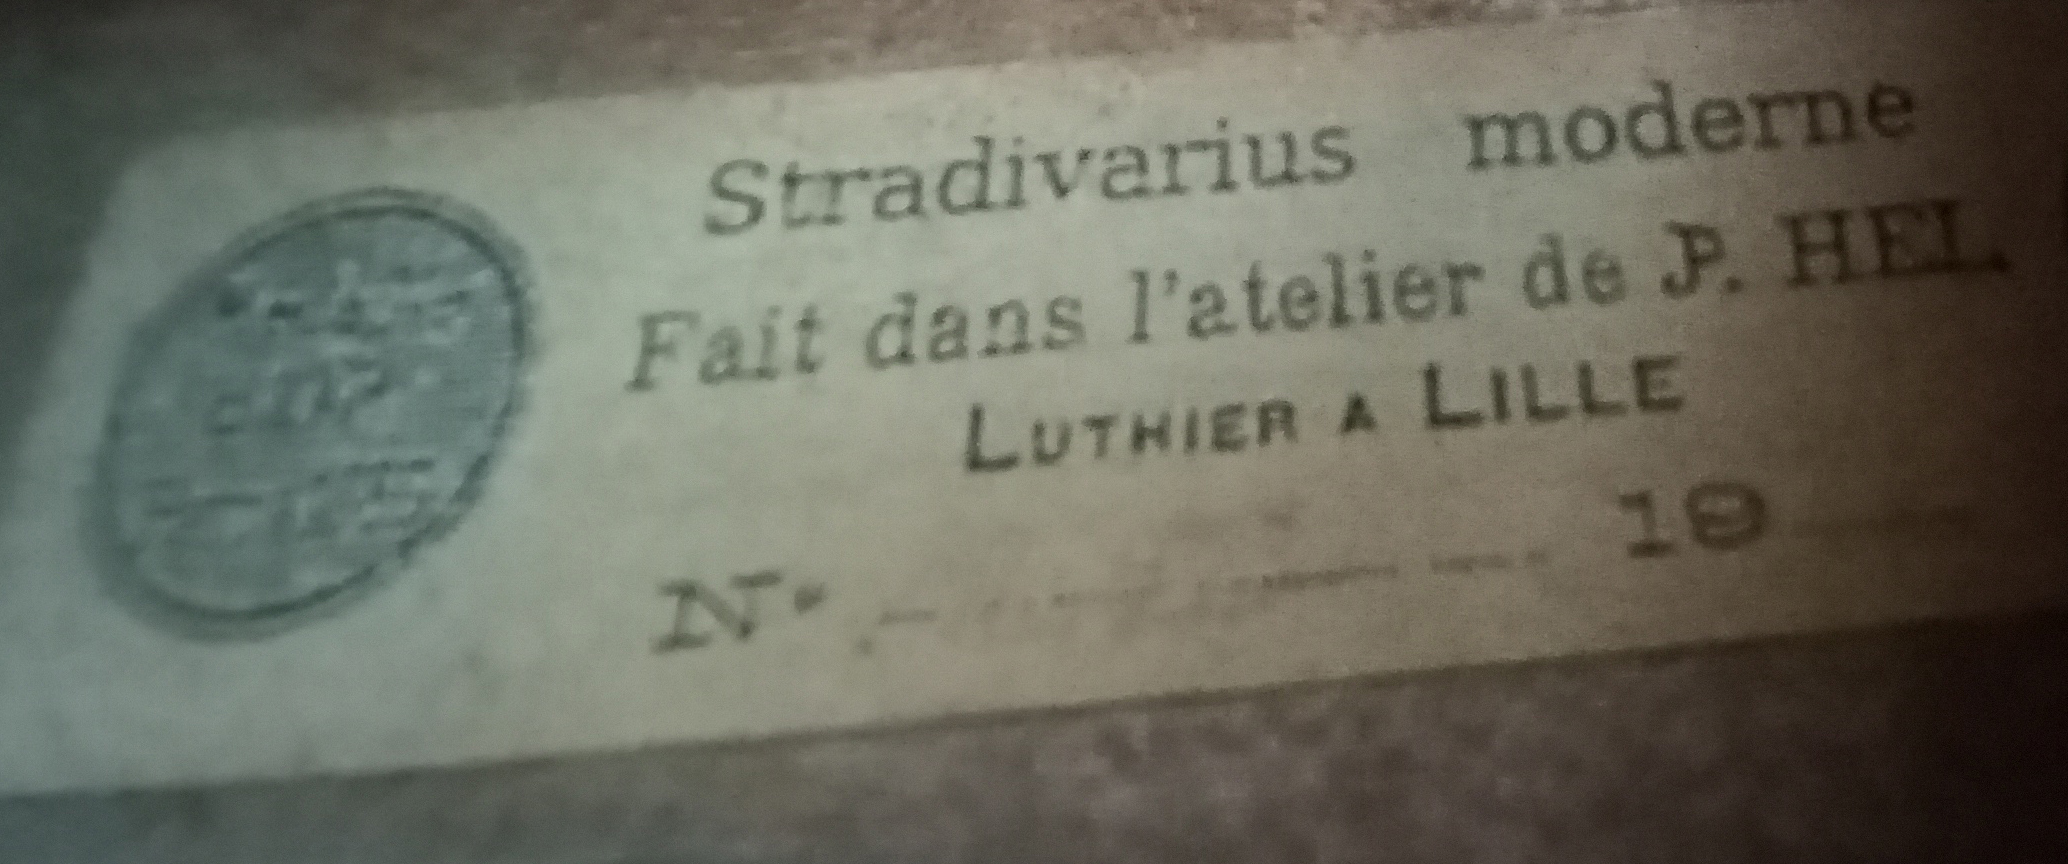 Stradivarius moderne
Fait dans l'atelier de P. HEL
LUTHIER A LILLE
N° 19